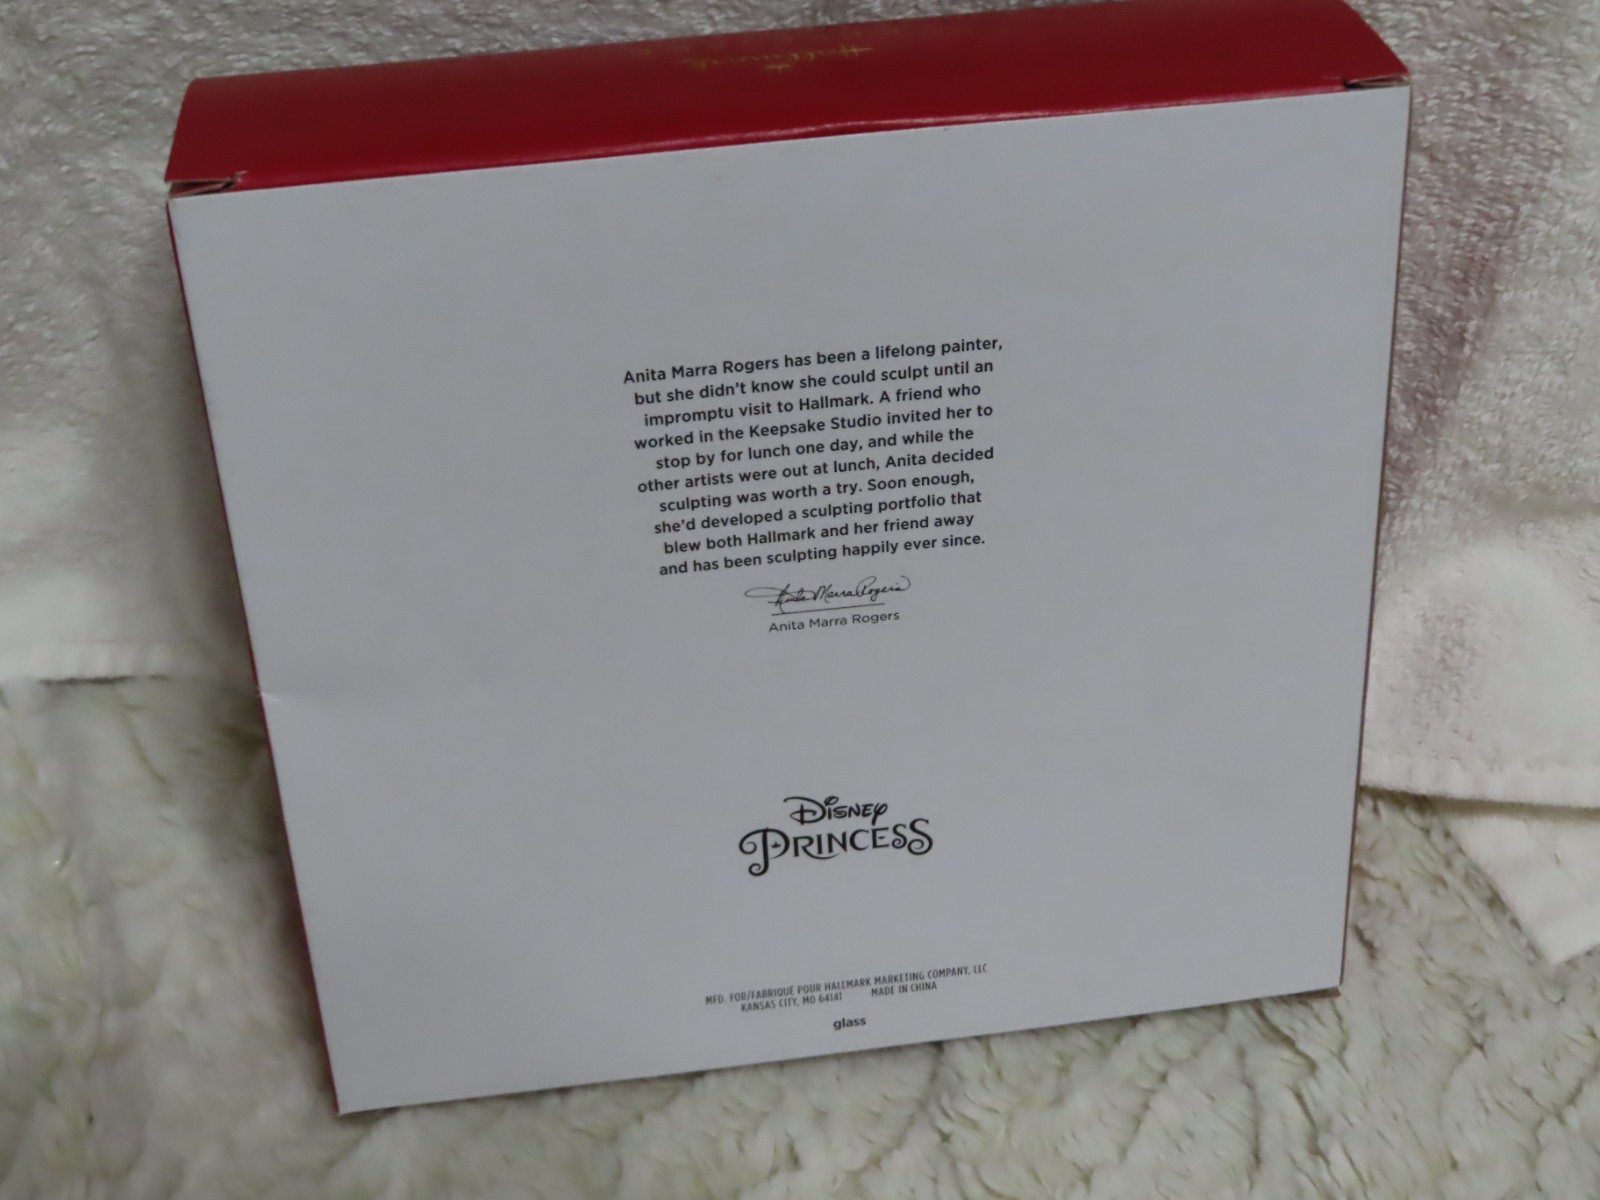 Hallmark
Anita Marra Rogers has been a lifelong painter,
but she didn't know she could sculpt until an
impromptu visit to Hallmark. A friend who
worked in the Keepsake Studio invited her to
stop by for lunch one day, and while the
other artists were out at lunch, Anita decided
sculpting was worth a try. Soon enough,
she'd developed a sculpting portfolio that
blew both Hallmark and her friend away
and has been sculpting happily ever since.
Anita Marra Rogers
Anita Marra Rogers
Disney
PRINCESS
MFD. FOR/FABRIQUÉ POUR HALLMARK MARKETING COMPANY, LLC
KANSAS CITY, MO 64141 MADE IN CHINA
glass